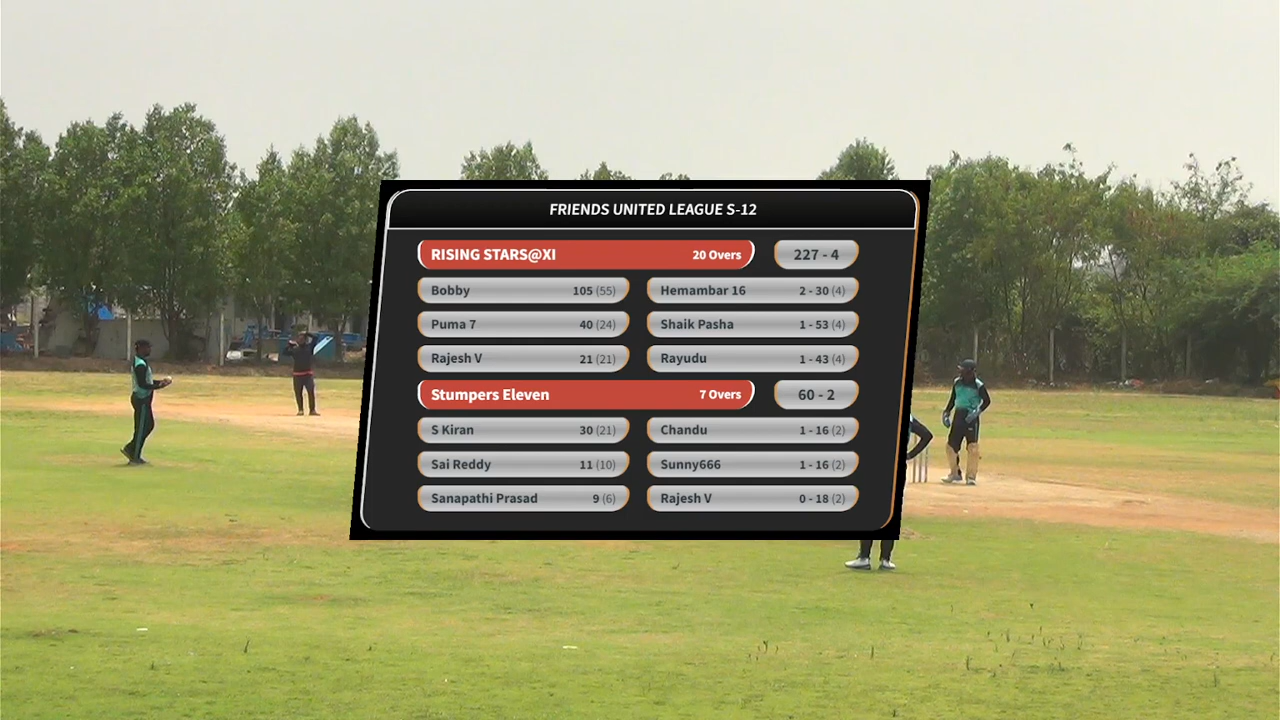 FRIENDS UNITED LEAGUE S-12
RISING STARS@XI 20 Overs 227 - 4
Bobby 105 (55) Hemambar 16 2 - 30 (4)
Puma 7 40 (24) Shaik Pasha 1 - 53 (4)
Rajesh V 21 (21) Rayudu 1 - 43 (4)
Stumpers Eleven 7 Overs 60 - 2
S Kiran 30 (21) Chandu 1 - 16 (2)
Sai Reddy 11 (10) Sunny666 1 - 16 (2)
Sanapathi Prasad 9 (6) Rajesh V 0 - 18 (2)